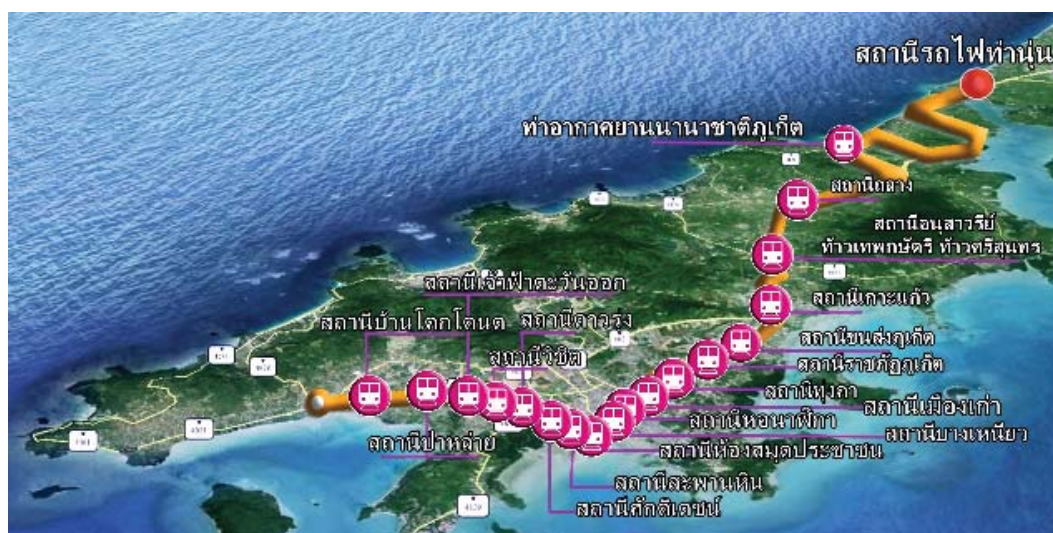 สถานีรถไฟท่านุ่น
ท่าอากาศยานนานาชาติภูเก็ต
สถานีถลาง
สถานีอนุสาวรีย์
ท้าวเทพกษัตรี ท้าวศรีสุนทร
สถานีเกาะแก้ว
สถานีขนส่งภูเก็ต
สถานีราชภัฏภูเก็ต
สถานีทุ่งคา
สถานีเมืองเก่า
สถานีหอนาฬิกา
สถานีบางเหนียว
สถานีห้องสมุดประชาชน
สถานีสะพานหิน
สถานีศักดิเดชน์
สถานีเจ้าฟ้าตะวันออก
สถานีดาวรุ่ง
สถานีวิชิต
สถานีบ้านโคกโตนด
สถานีป่าหล่าย